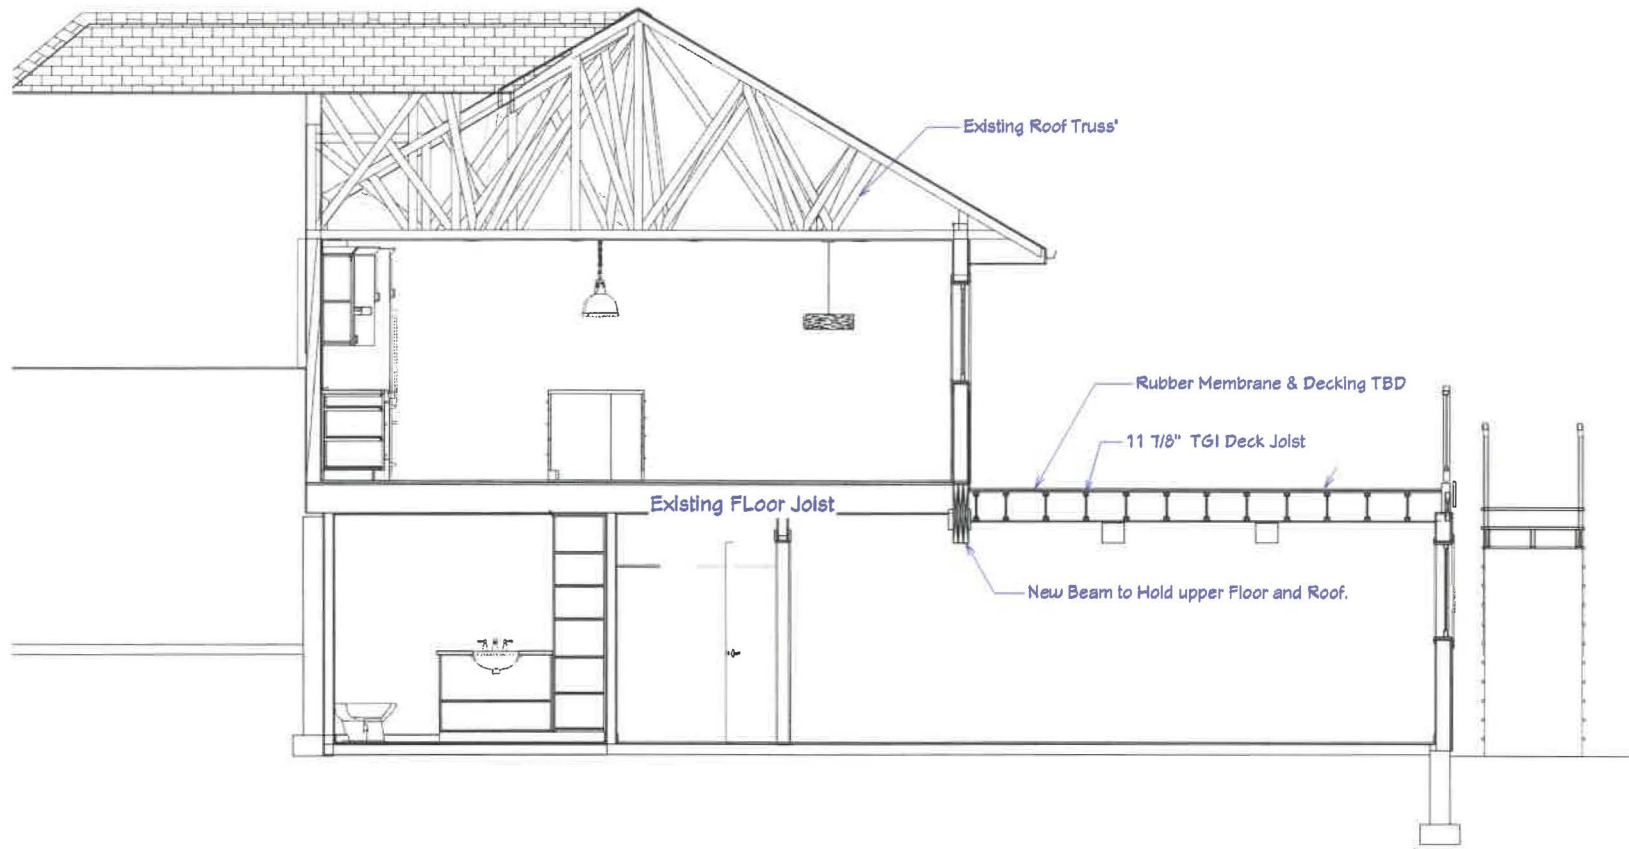 Existing Roof Truss'
Rubber Membrane & Decking TBD
11 7/8" TGI Deck Joist
Existing FLoor Joist
New Beam to Hold upper Floor and Roof.